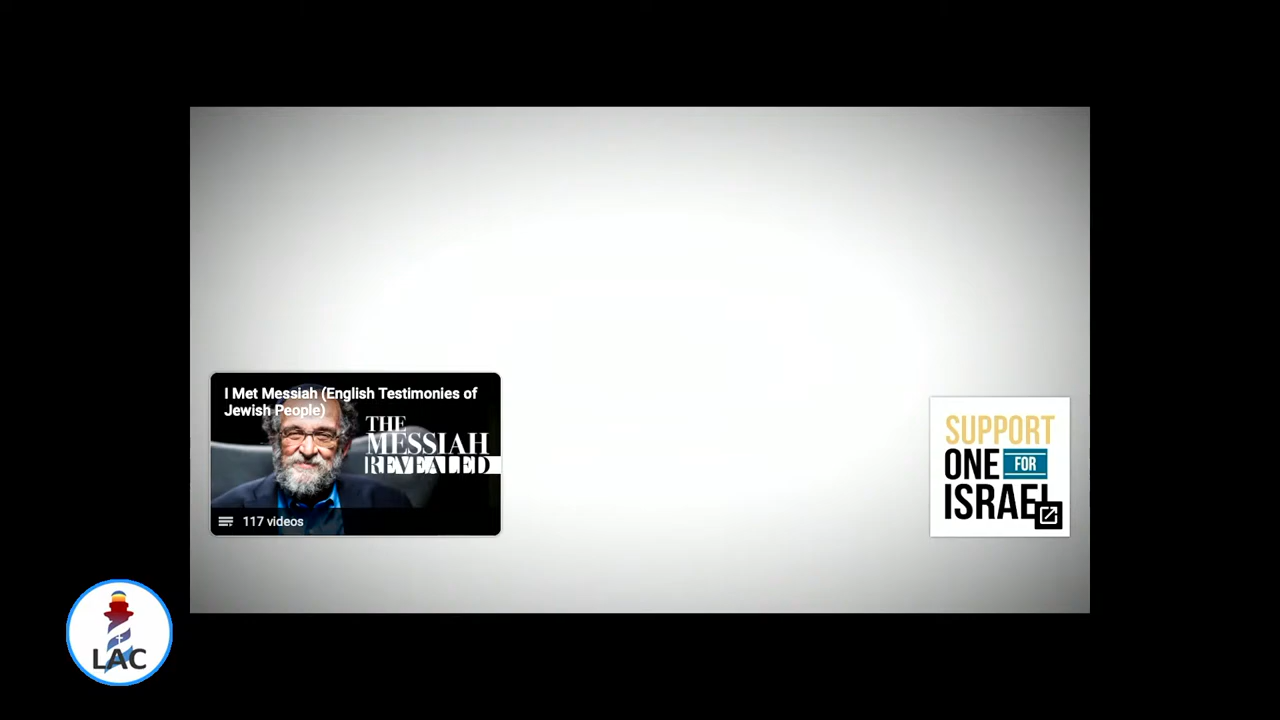 I Met Messiah (English Testimonies of
Jewish People)
THE
MESSIAH
REVEALED
117 videos
SUPPORT
ONE FOR
ISRAEL
LAC